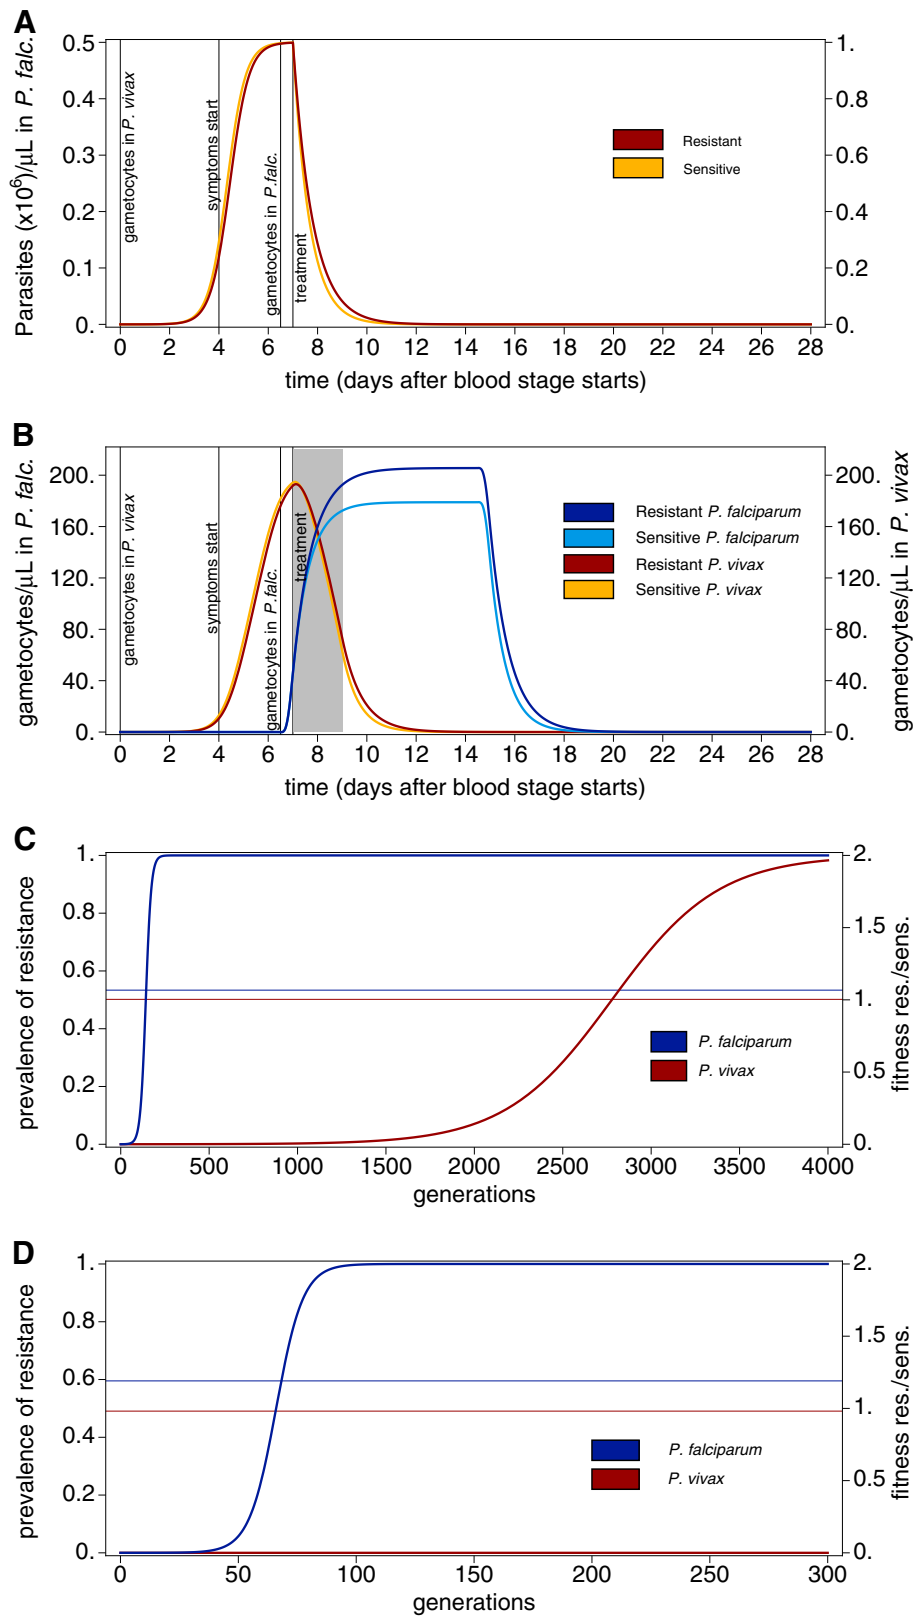 A
Parasites (x10^6)/µL in P. falc.
0.5
0.4
0.3
0.2
0.1
0.
1.
0.8
0.6
0.4
0.2
0.
gametocytes in P. vivax
symptoms start
gametocytes in P.falc.
treatment
Resistant
Sensitive
0 2 4 6 8 10 12 14 16 18 20 22 24 26 28
time (days after blood stage starts)
B
gametocytes/µL in P. falc.
200.
160.
120.
80.
40.
0.
200.
160.
120.
80.
40.
0.
gametocytes/µL in P. vivax
gametocytes in P. vivax
symptoms start
gametocytes in P.falc.
treatment
Resistant P. falciparum
Sensitive P. falciparum
Resistant P. vivax
Sensitive P. vivax
0 2 4 6 8 10 12 14 16 18 20 22 24 26 28
time (days after blood stage starts)
C
prevalence of resistance
1.
0.8
0.6
0.4
0.2
0.
2.
1.5
1.
0.5
0.
fitness res./sens.
P. falciparum
P. vivax
0 500 1000 1500 2000 2500 3000 3500 4000
generations
D
prevalence of resistance
1.
0.8
0.6
0.4
0.2
0.
2.
1.5
1.
0.5
0.
fitness res./sens.
P. falciparum
P. vivax
0 50 100 150 200 250 300
generations